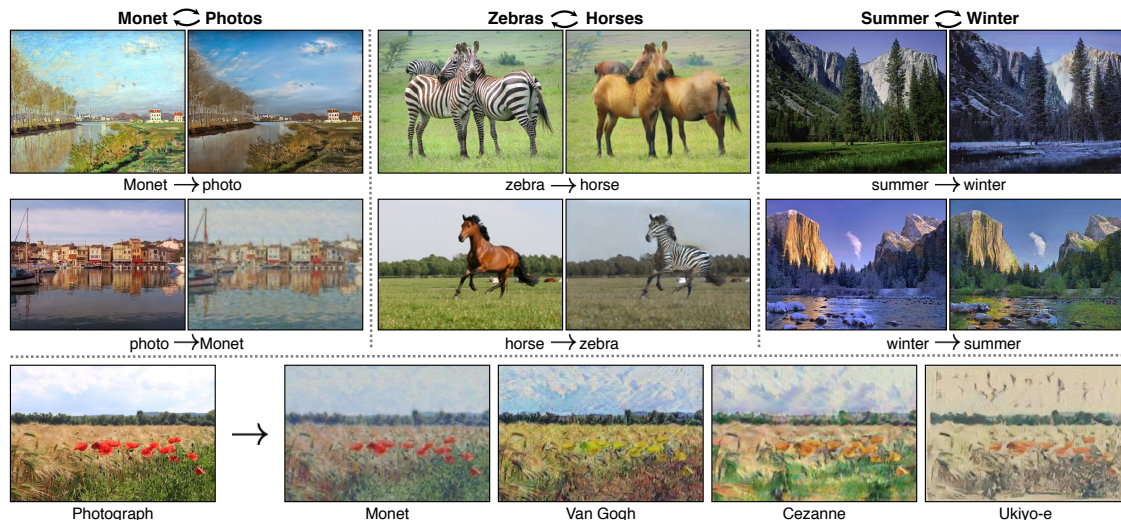 Monet ⇄ Photos
Zebras ⇄ Horses
Summer ⇄ Winter
Monet → photo
zebra → horse
summer → winter
photo → Monet
horse → zebra
winter → summer
Photograph
Monet
Van Gogh
Cezanne
Ukiyo-e